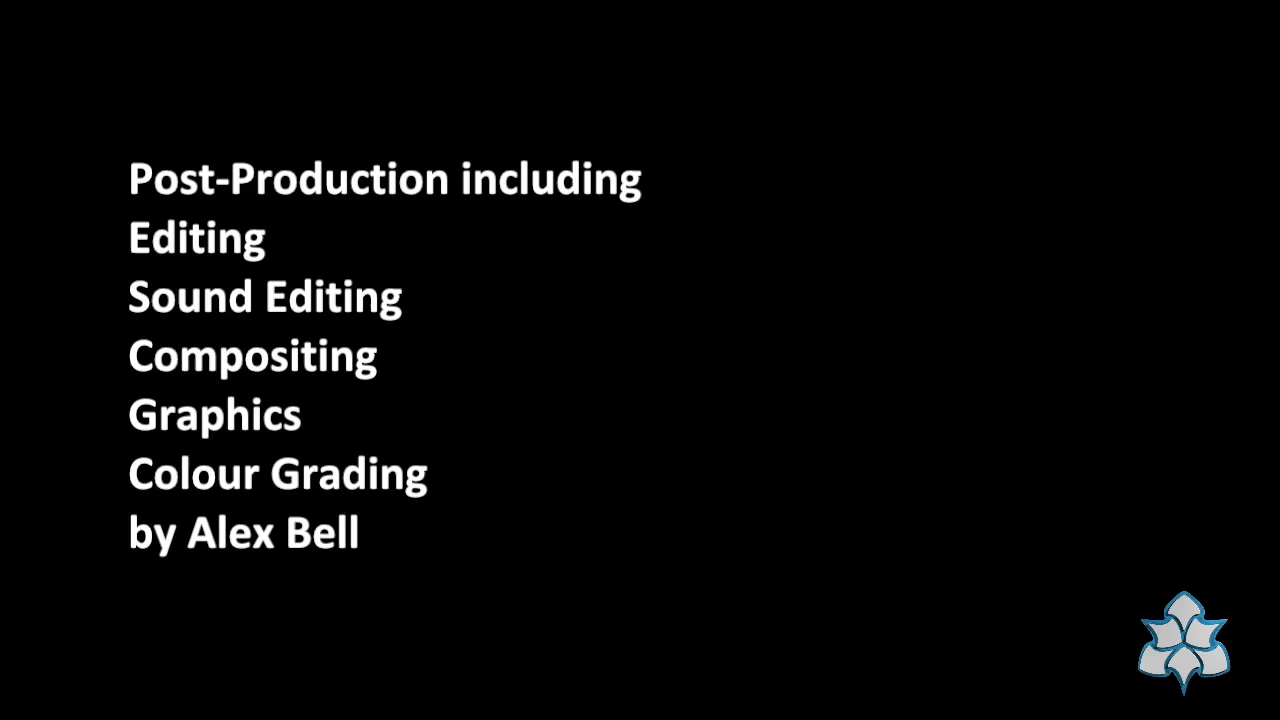 Post-Production including
Editing
Sound Editing
Compositing
Graphics
Colour Grading
by Alex Bell